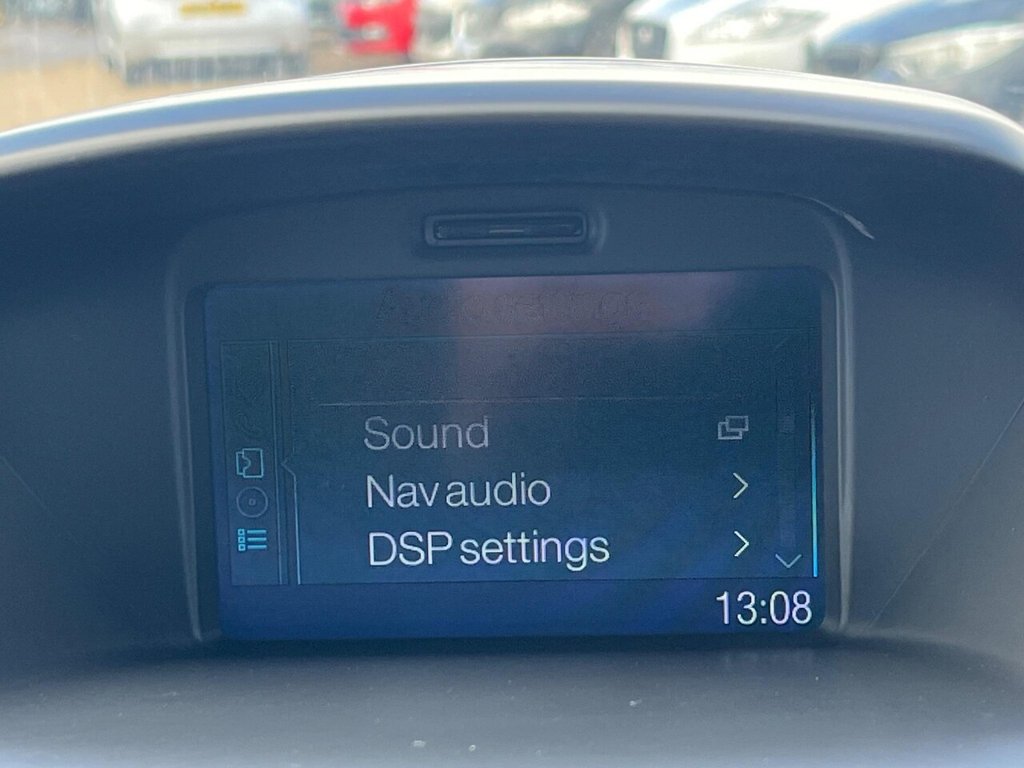 Sound
Nav audio
DSP settings
13:08